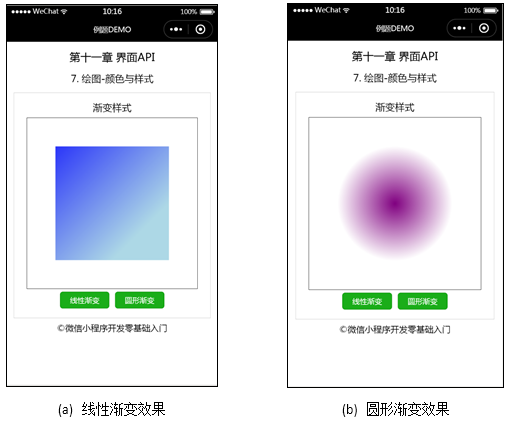 WeChat 10:16 100%
例题DEMO
第十一章 界面API
7. 绘图-颜色与样式
渐变样式
线性渐变 圆形渐变
©微信小程序开发零基础入门
(a) 线性渐变效果
WeChat 10:16 100%
例题DEMO
第十一章 界面API
7. 绘图-颜色与样式
渐变样式
线性渐变 圆形渐变
©微信小程序开发零基础入门
(b) 圆形渐变效果